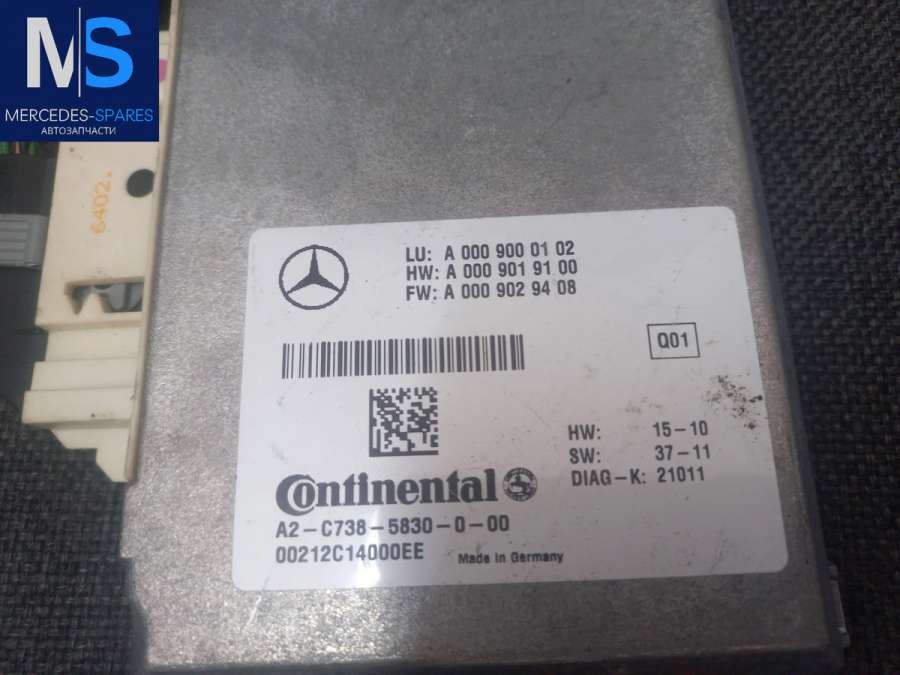 MS
MERCEDES-SPARES
АВТОЗАПЧАСТИ
6402.
LU: A 000 900 01 02
HW: A 000 901 91 00
FW: A 000 902 94 08
Q01
HW: 15-10
SW: 37-11
DIAG-K: 21011
Continental
A2-C738-5830-0-00
00212C14000EE
Made in Germany